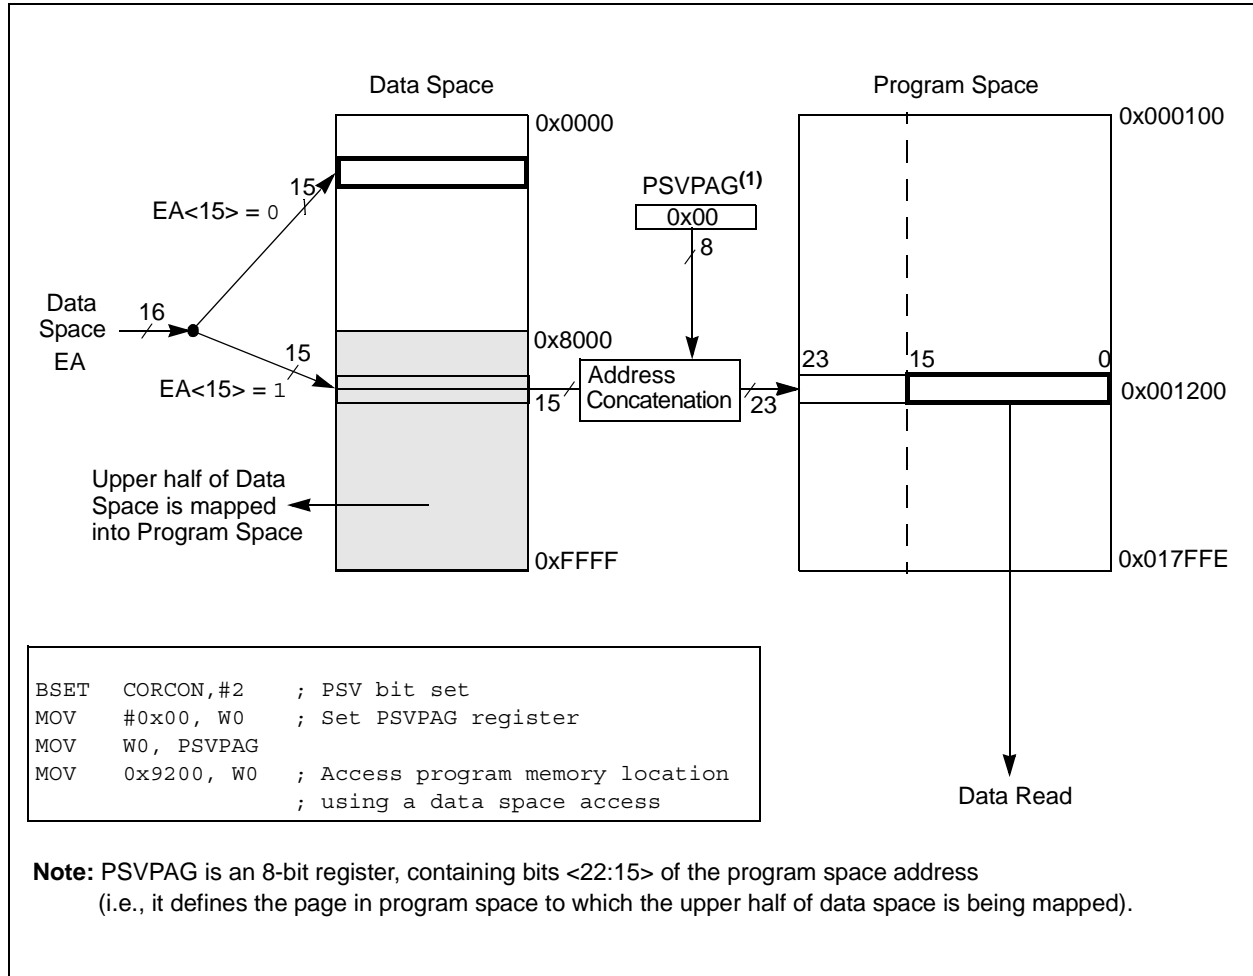 Data Space
Program Space
0x0000
0x000100
15
PSVPAG(1)
EA<15> = 0
0x00
8
Data
Space
EA
16
0x8000
15
EA<15> = 1
15
Address
Concatenation
23
23
15
0
0x001200
Upper half of Data
Space is mapped
into Program Space
0xFFFF
0x017FFE
BSET CORCON,#2 ; PSV bit set
MOV #0x00, W0 ; Set PSVPAG register
MOV W0, PSVPAG
MOV 0x9200, W0 ; Access program memory location
; using a data space access
Data Read
Note: PSVPAG is an 8-bit register, containing bits <22:15> of the program space address
(i.e., it defines the page in program space to which the upper half of data space is being mapped).